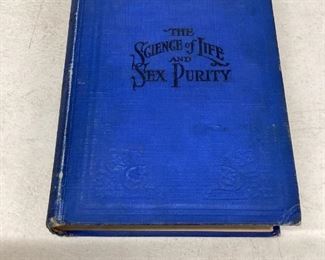 THE
SCIENCE of LIFE
AND
SEX PURITY